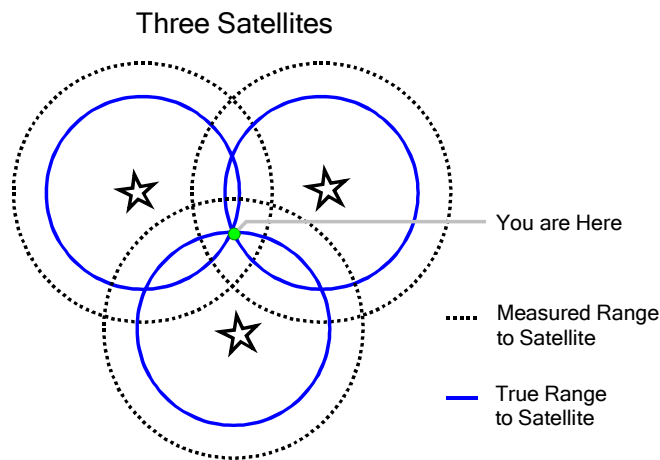 Three Satellites
You are Here
Measured Range
to Satellite
True Range
to Satellite